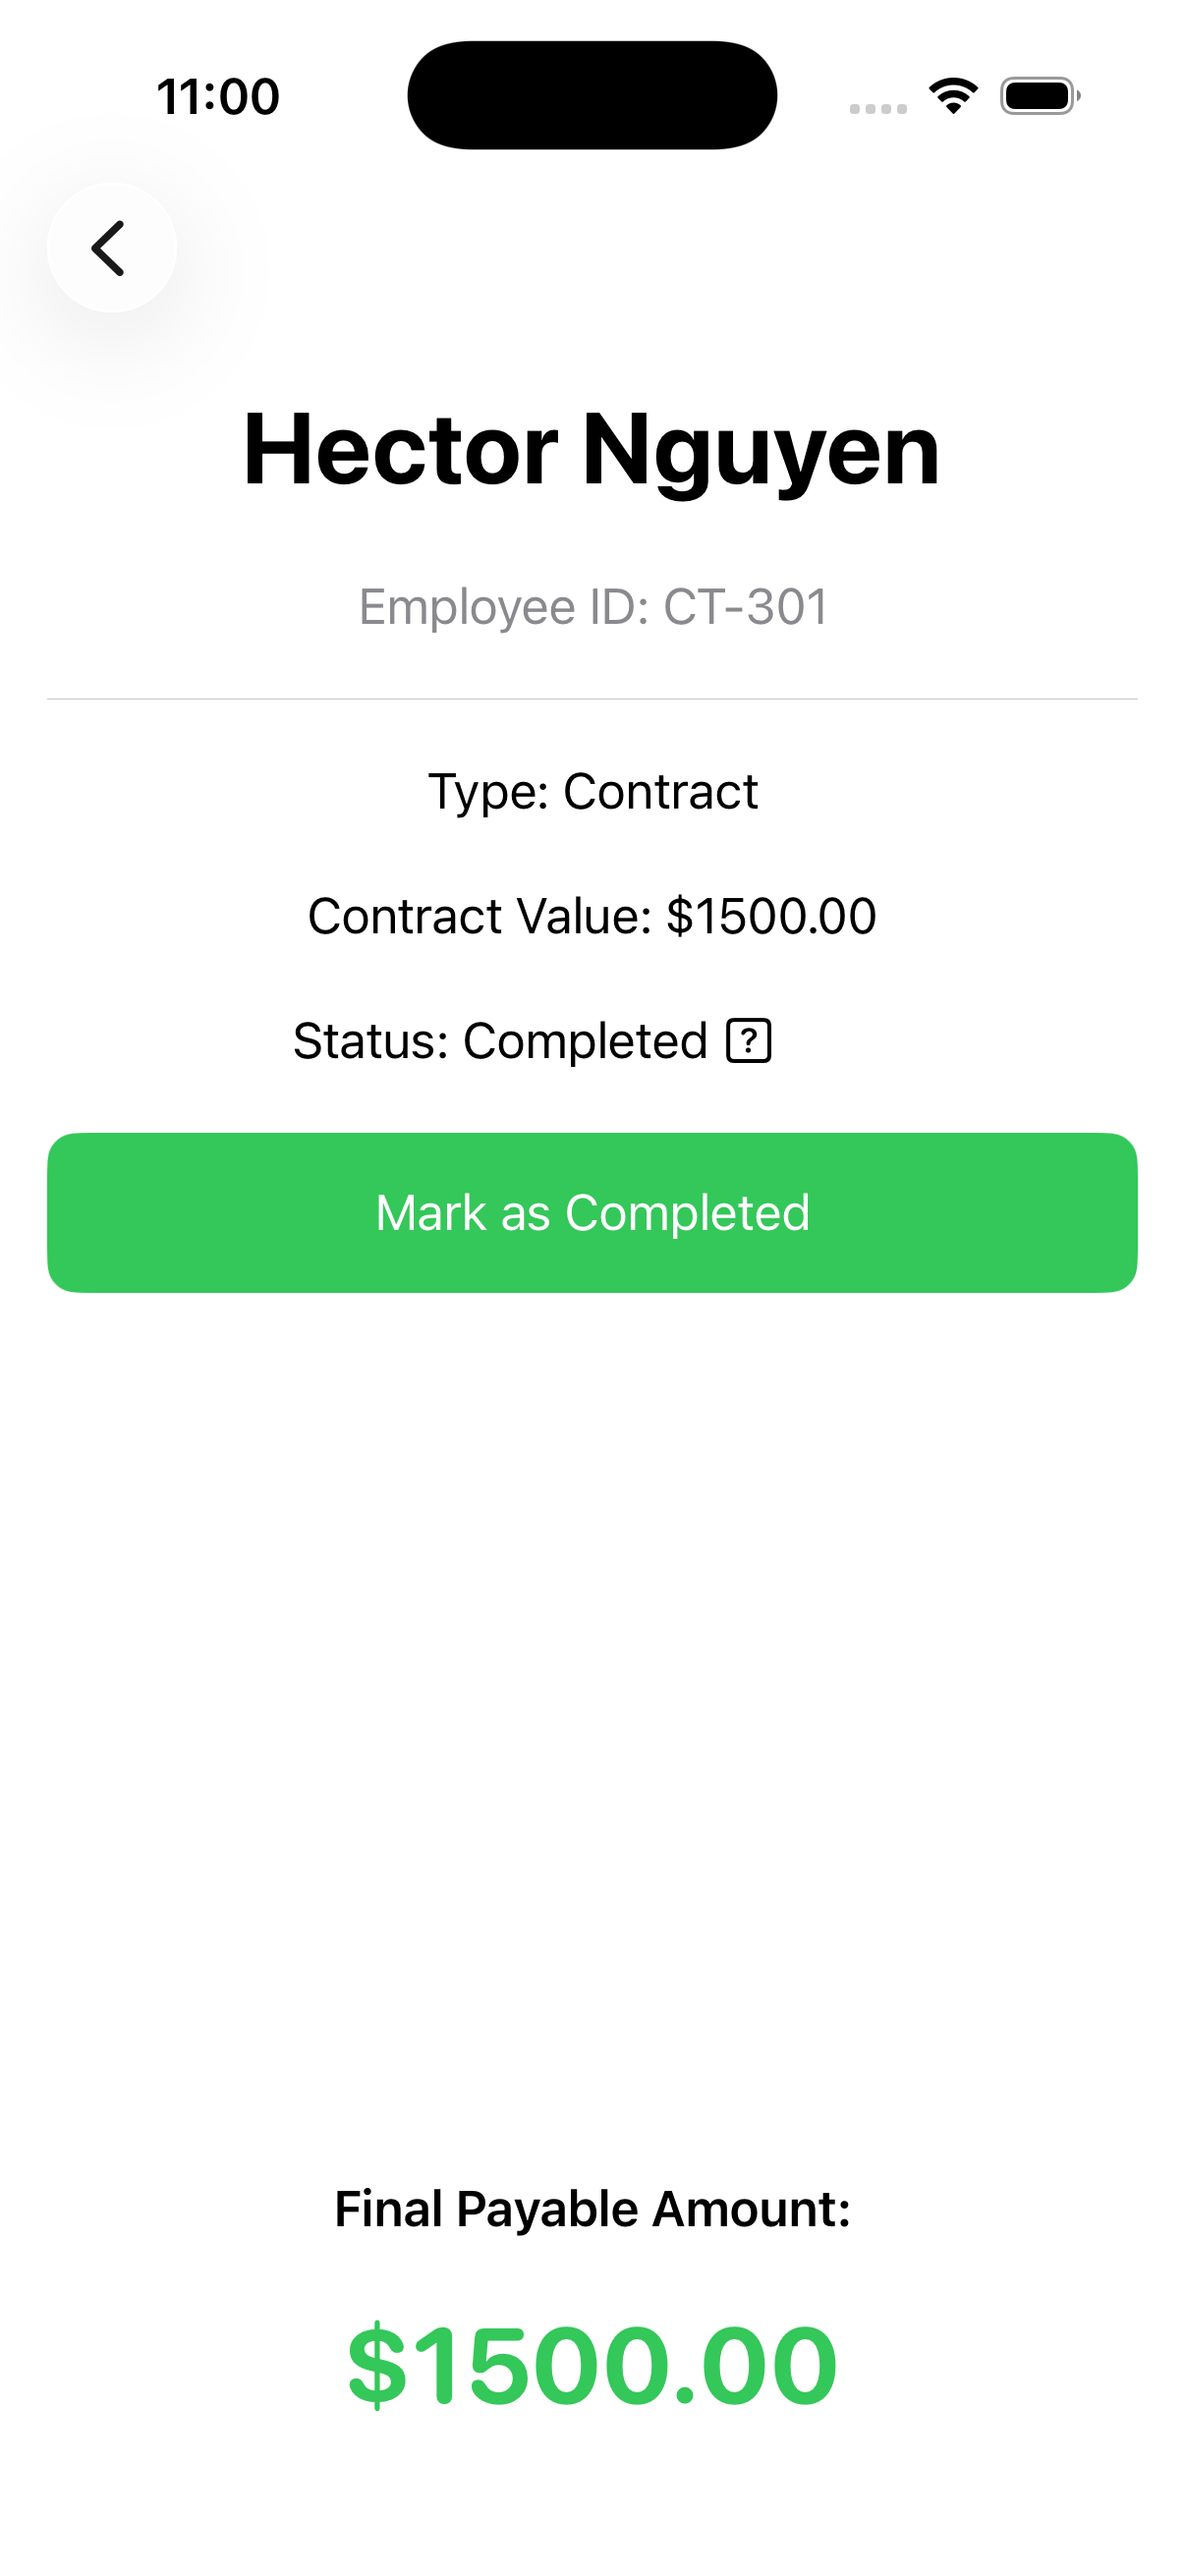 11:00
Hector Nguyen
Employee ID: CT-301
Type: Contract
Contract Value: $1500.00
Status: Completed ?
Mark as Completed
Final Payable Amount:
$1500.00